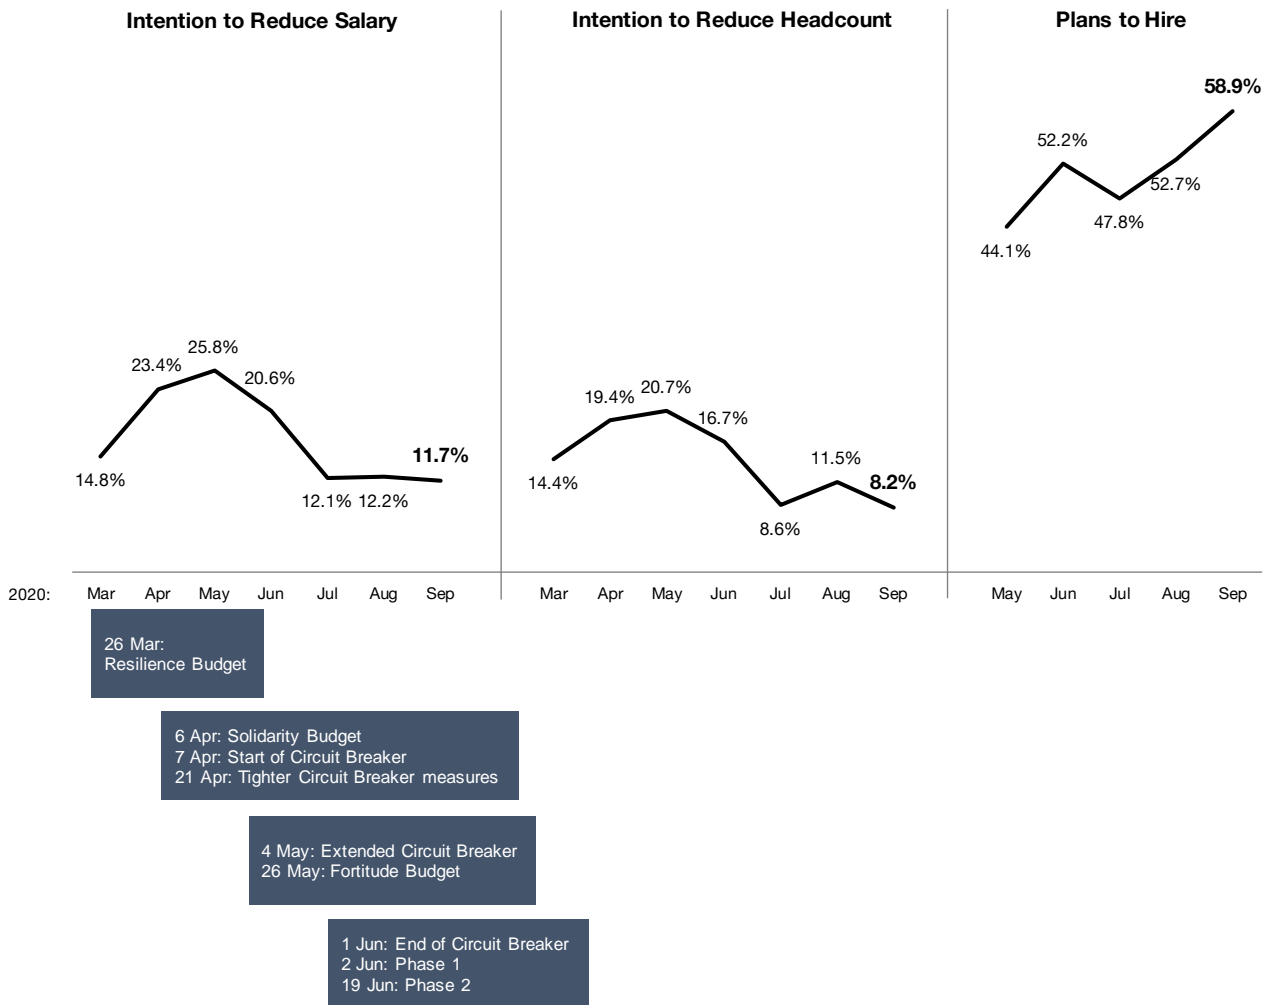 Intention to Reduce Salary
Intention to Reduce Headcount
Plans to Hire
14.8%
23.4%
25.8%
20.6%
12.1%
12.2%
11.7%
14.4%
19.4%
20.7%
16.7%
8.6%
11.5%
8.2%
44.1%
52.2%
47.8%
52.7%
58.9%
2020: Mar Apr May Jun Jul Aug Sep Mar Apr May Jun Jul Aug Sep May Jun Jul Aug Sep
26 Mar:
Resilience Budget
6 Apr: Solidarity Budget
7 Apr: Start of Circuit Breaker
21 Apr: Tighter Circuit Breaker measures
4 May: Extended Circuit Breaker
26 May: Fortitude Budget
1 Jun: End of Circuit Breaker
2 Jun: Phase 1
19 Jun: Phase 2